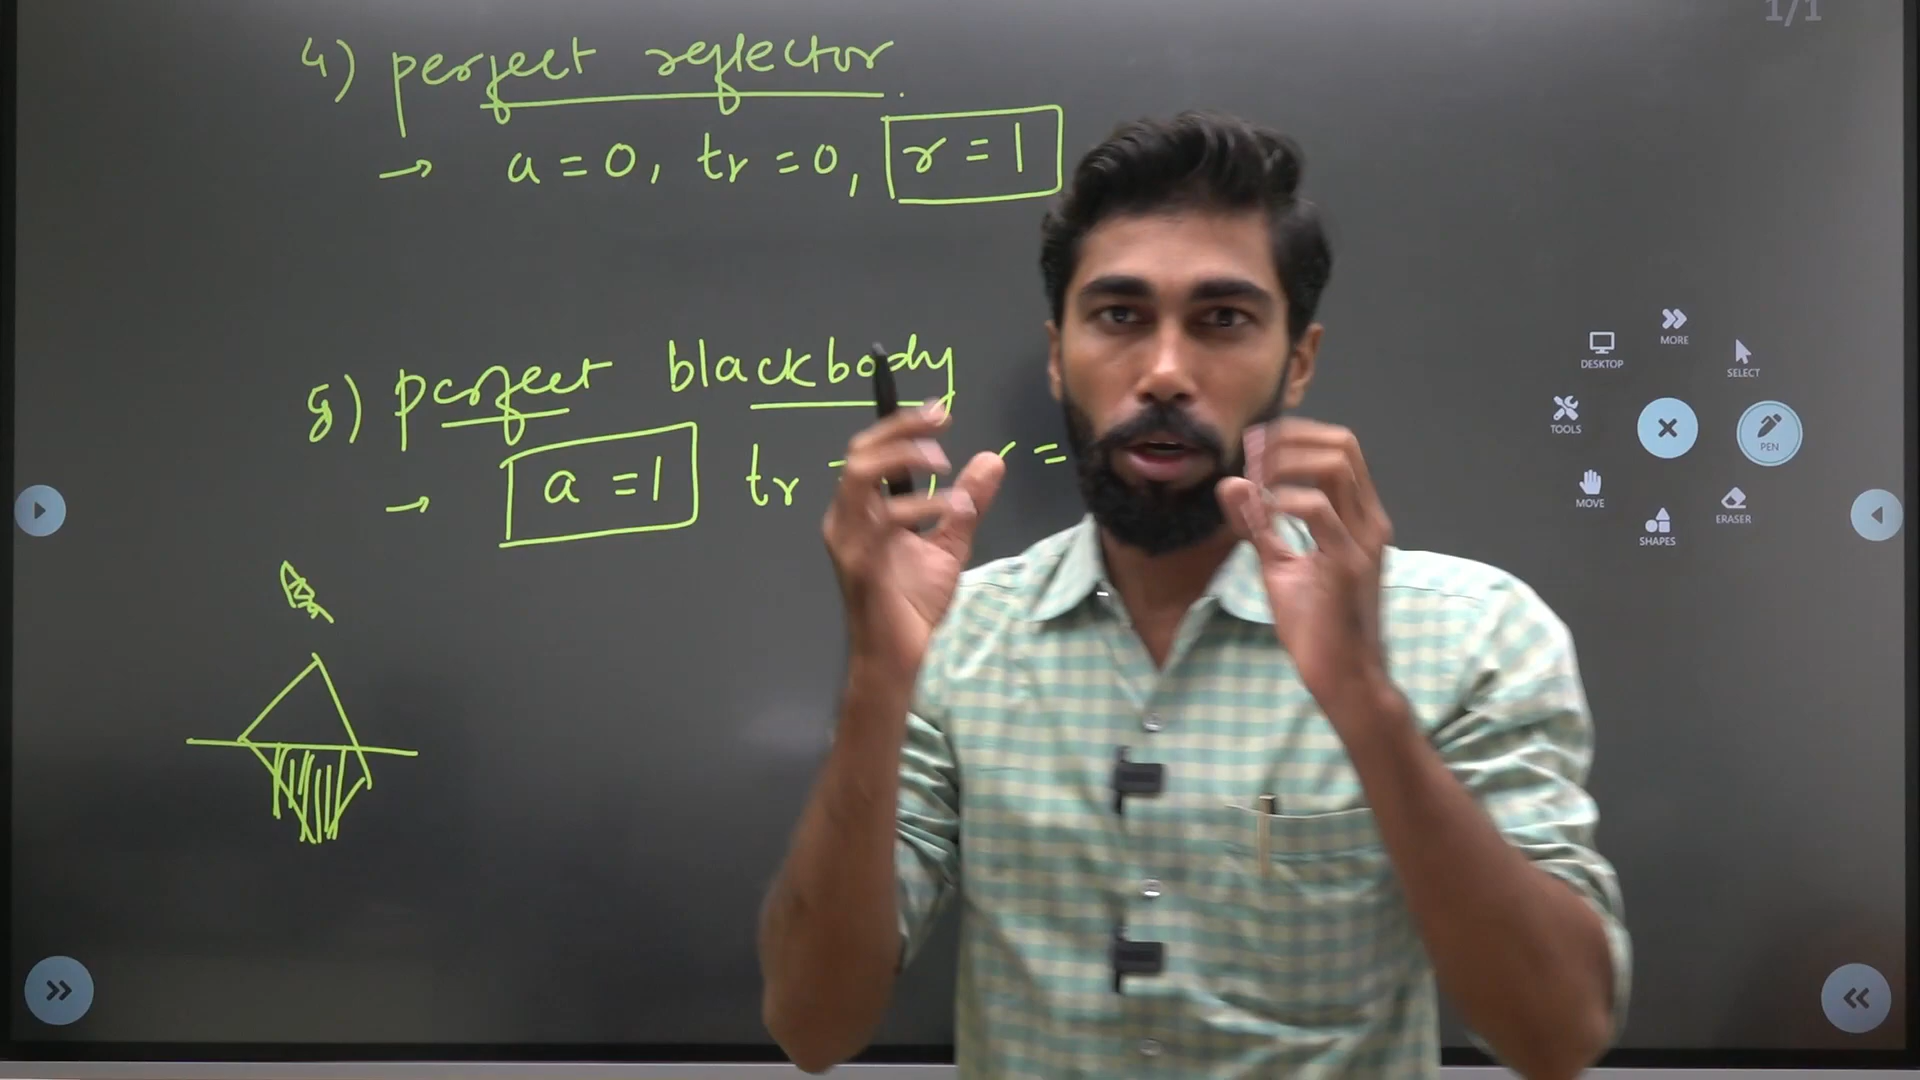 1/1
4) perfect reflector.
→ a = 0, tr = 0, r = 1
5) perfect blackbody
→ a = 1 tr = , r =
MORE
DESKTOP
SELECT
TOOLS
PEN
MOVE
ERASER
SHAPES